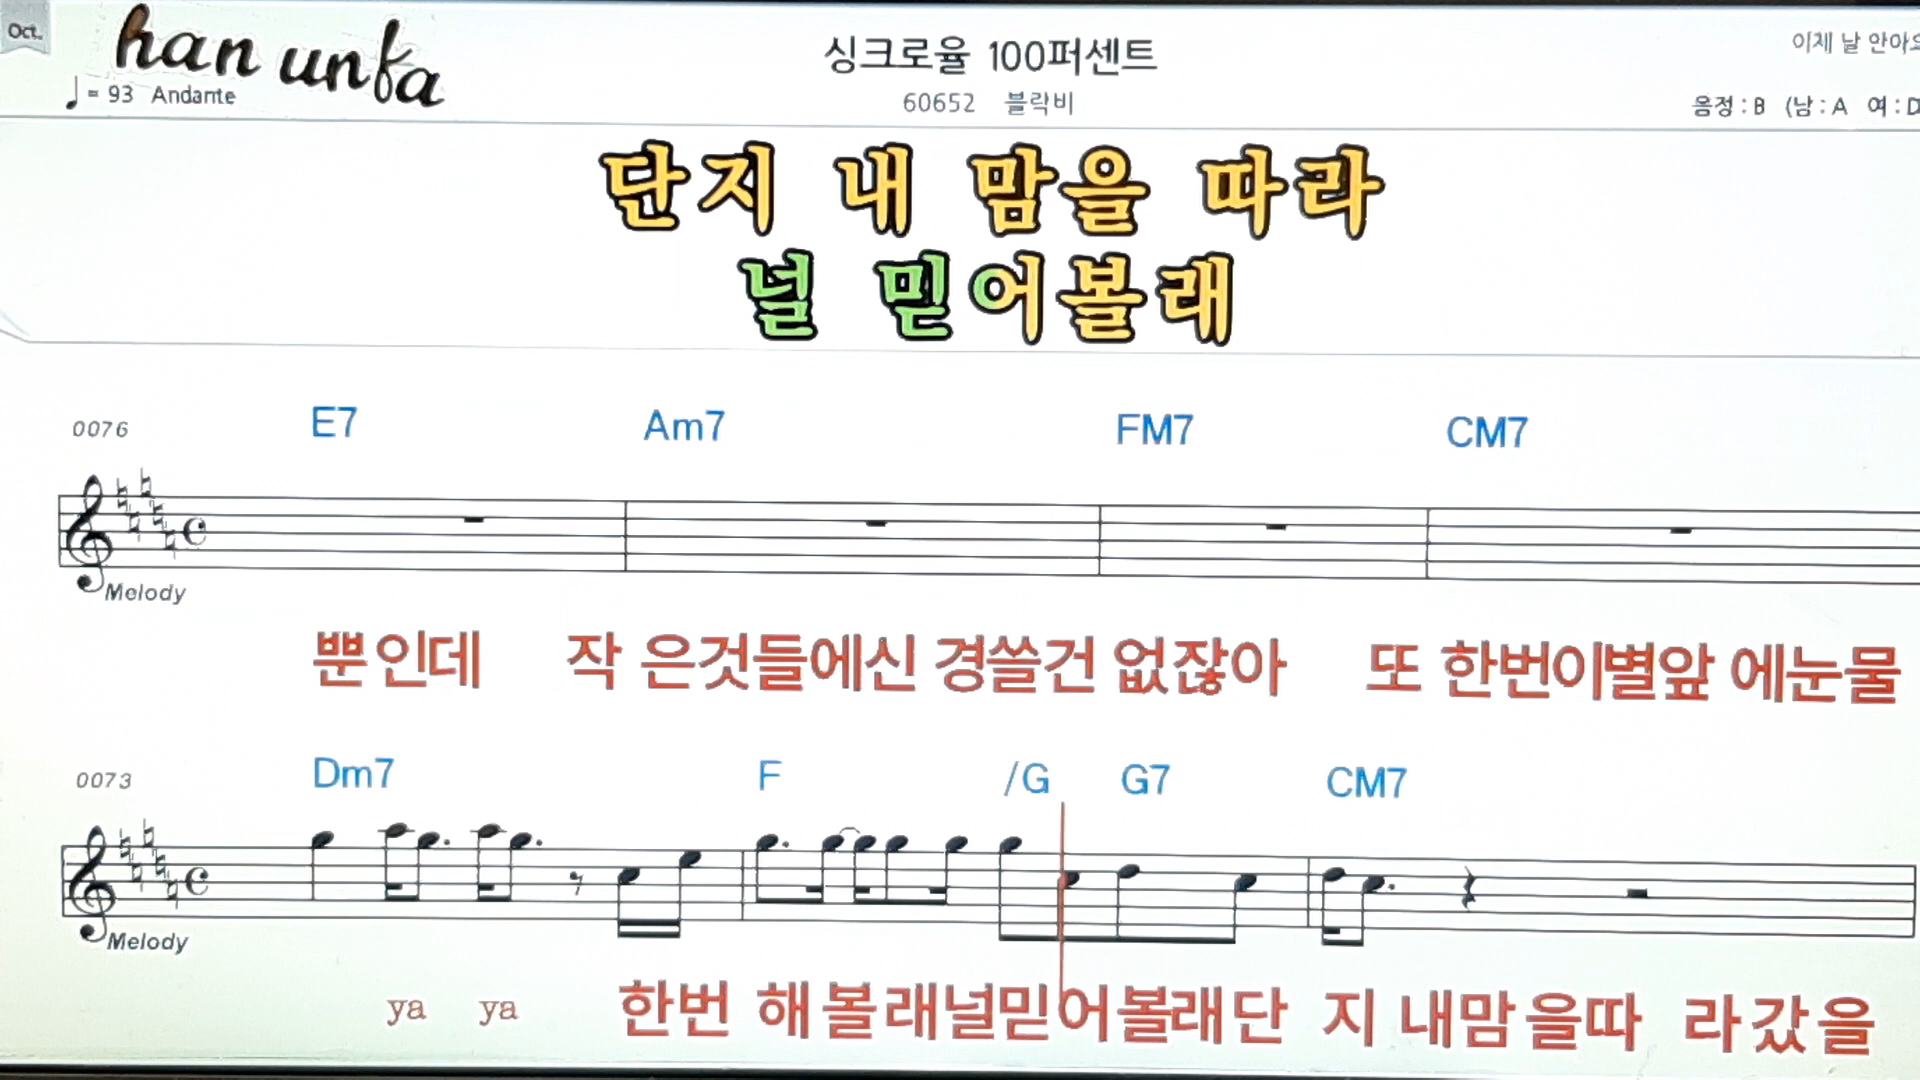 Oct.
han unfa
♩= 93 Andante
싱크로율 100퍼센트
60652 블락비
이제 날 안아요
음정 : B (남 : A 여 : D
단지 내 맘을 따라
널 믿어볼래
0076
E7 Am7 FM7 CM7
Melody
뿐인데 작 은것들에신 경쓸건 없잖아 또 한번이별앞 에눈물
0073
Dm7 F /G G7 CM7
Melody
ya ya 한번 해볼래널믿어볼래단 지 내맘을따 라갔을